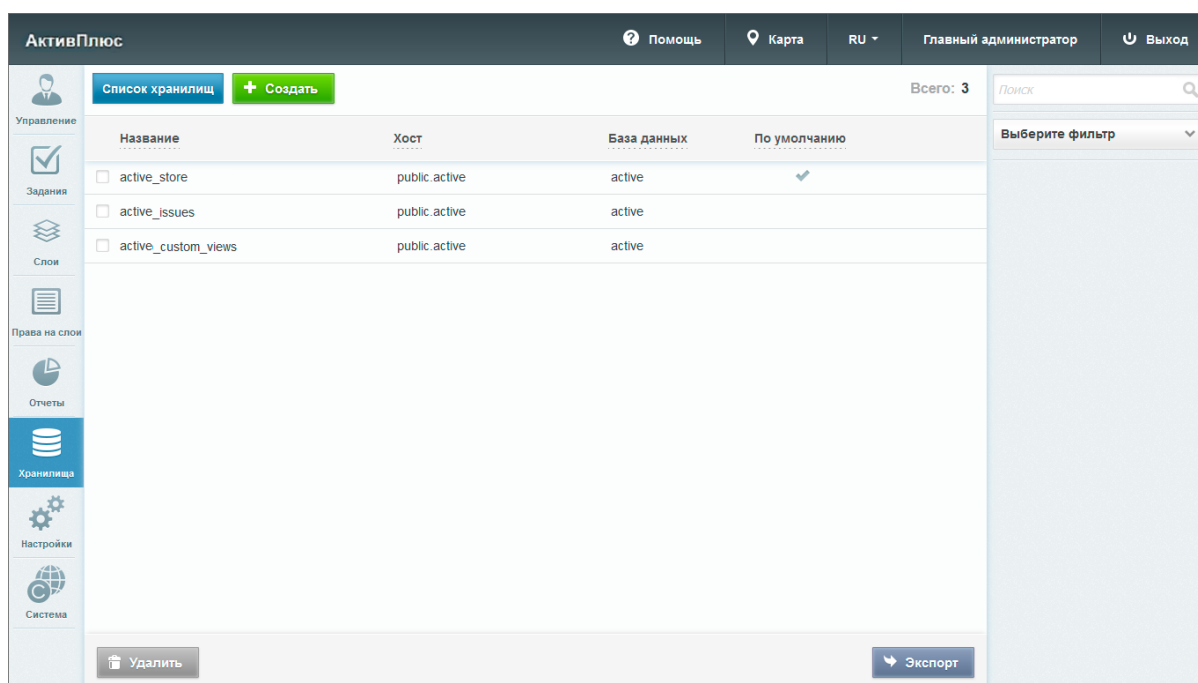 АктивПлюс
Помощь
Карта
RU
Главный администратор
Выход
Управление
Задания
Слои
Права на слои
Отчеты
Хранилища
Настройки
Система
Список хранилищ
Создать
Всего: 3
Название Хост База данных По умолчанию
active_store public.active active
active_issues public.active active
active_custom_views public.active active
Удалить
Экспорт
Поиск
Выберите фильтр